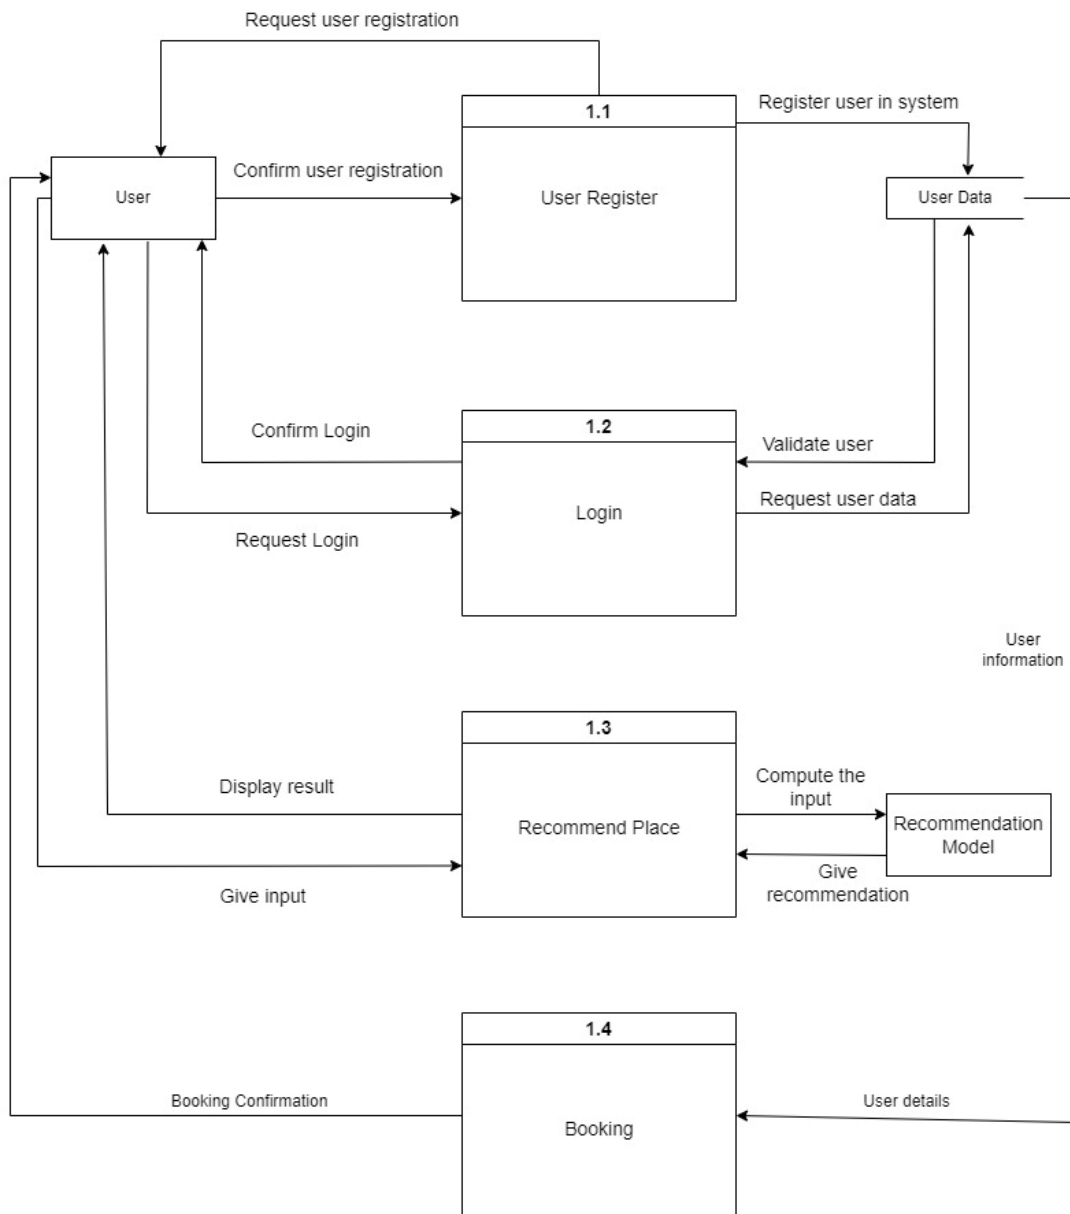 Request user registration
1.1
Register user in system
User
Confirm user registration
User Register
User Data
Confirm Login
1.2
Validate user
Request user data
Login
Request Login
User
information
1.3
Display result
Compute the
input
Recommend Place
Recommendation
Model
Give input
Give
recommendation
1.4
Booking Confirmation
User details
Booking